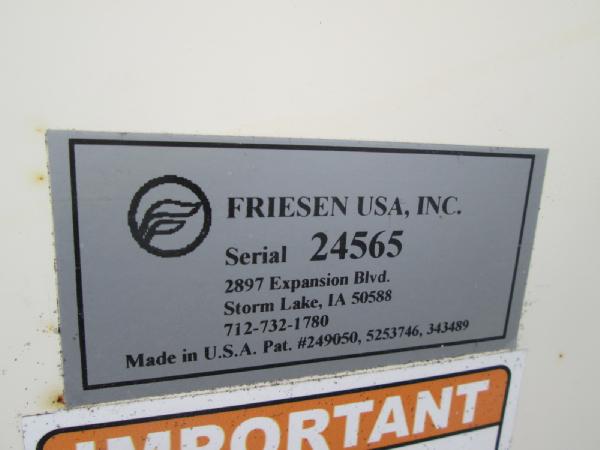 FRIESEN USA, INC.
Serial 24565
2897 Expansion Blvd.
Storm Lake, IA 50588
712-732-1780
Made in U.S.A. Pat. #249050, 5253746, 343489
IMPORTANT